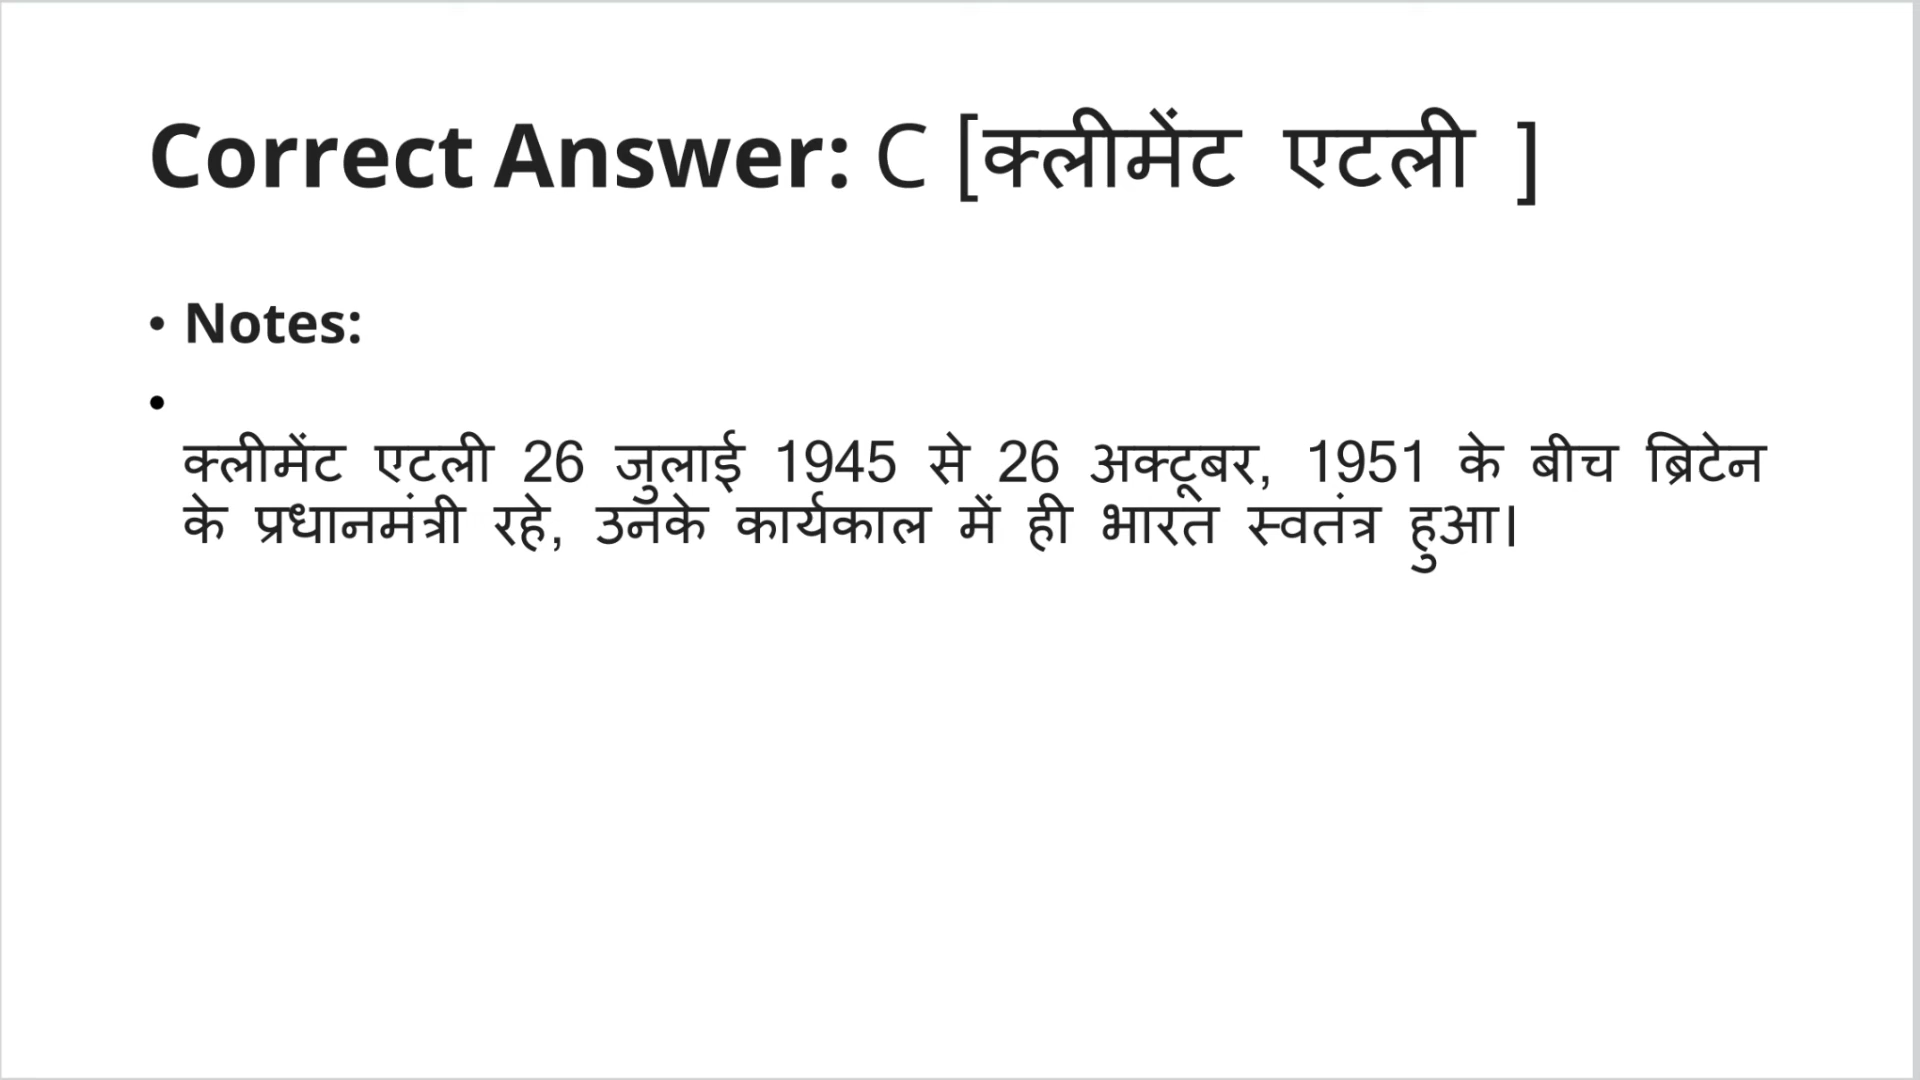 Correct Answer: C [क्लीमेंट एटली ]
• Notes:
•
क्लीमेंट एटली 26 जुलाई 1945 से 26 अक्टूबर, 1951 के बीच ब्रिटेन
के प्रधानमंत्री रहे, उनके कार्यकाल में ही भारत स्वतंत्र हुआ।